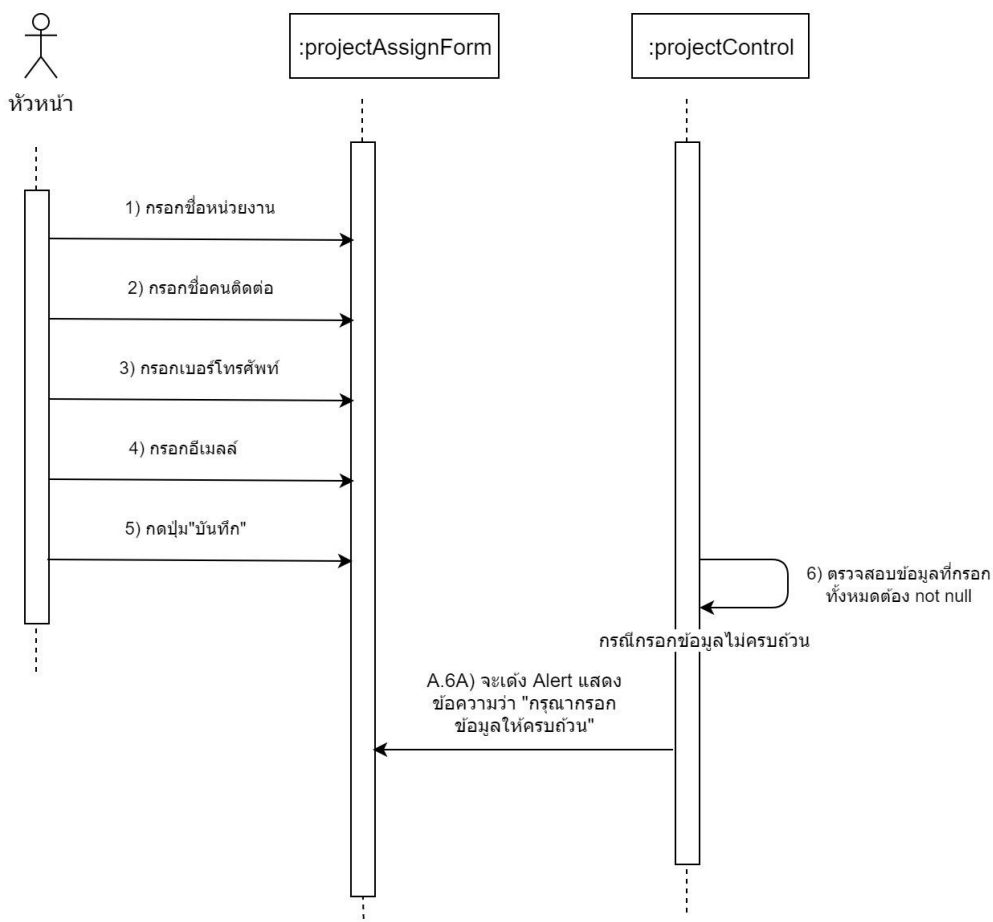 :projectAssignForm
:projectControl
หัวหน้า
1) กรอกชื่อหน่วยงาน
2) กรอกชื่อคนติดต่อ
3) กรอกเบอร์โทรศัพท์
4) กรอกอีเมลล์
5) กดปุ่ม"บันทึก"
6) ตรวจสอบข้อมูลที่กรอก
ทั้งหมดต้อง not null
กรณีกรอกข้อมูลไม่ครบถ้วน
A.6A) จะเด้ง Alert แสดง
ข้อความว่า "กรุณากรอก
ข้อมูลให้ครบถ้วน"